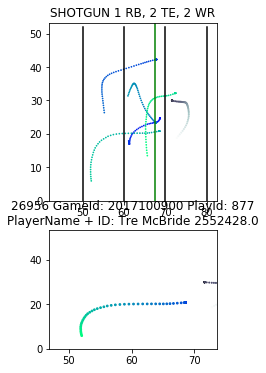 SHOTGUN 1 RB, 2 TE, 2 WR
50
40
30
20
10
0
50 60 70 80
26956 GameId: 2017100900 PlayId: 877
PlayerName + ID: Tre McBride 2552428.0
40
20
0
50 60 70